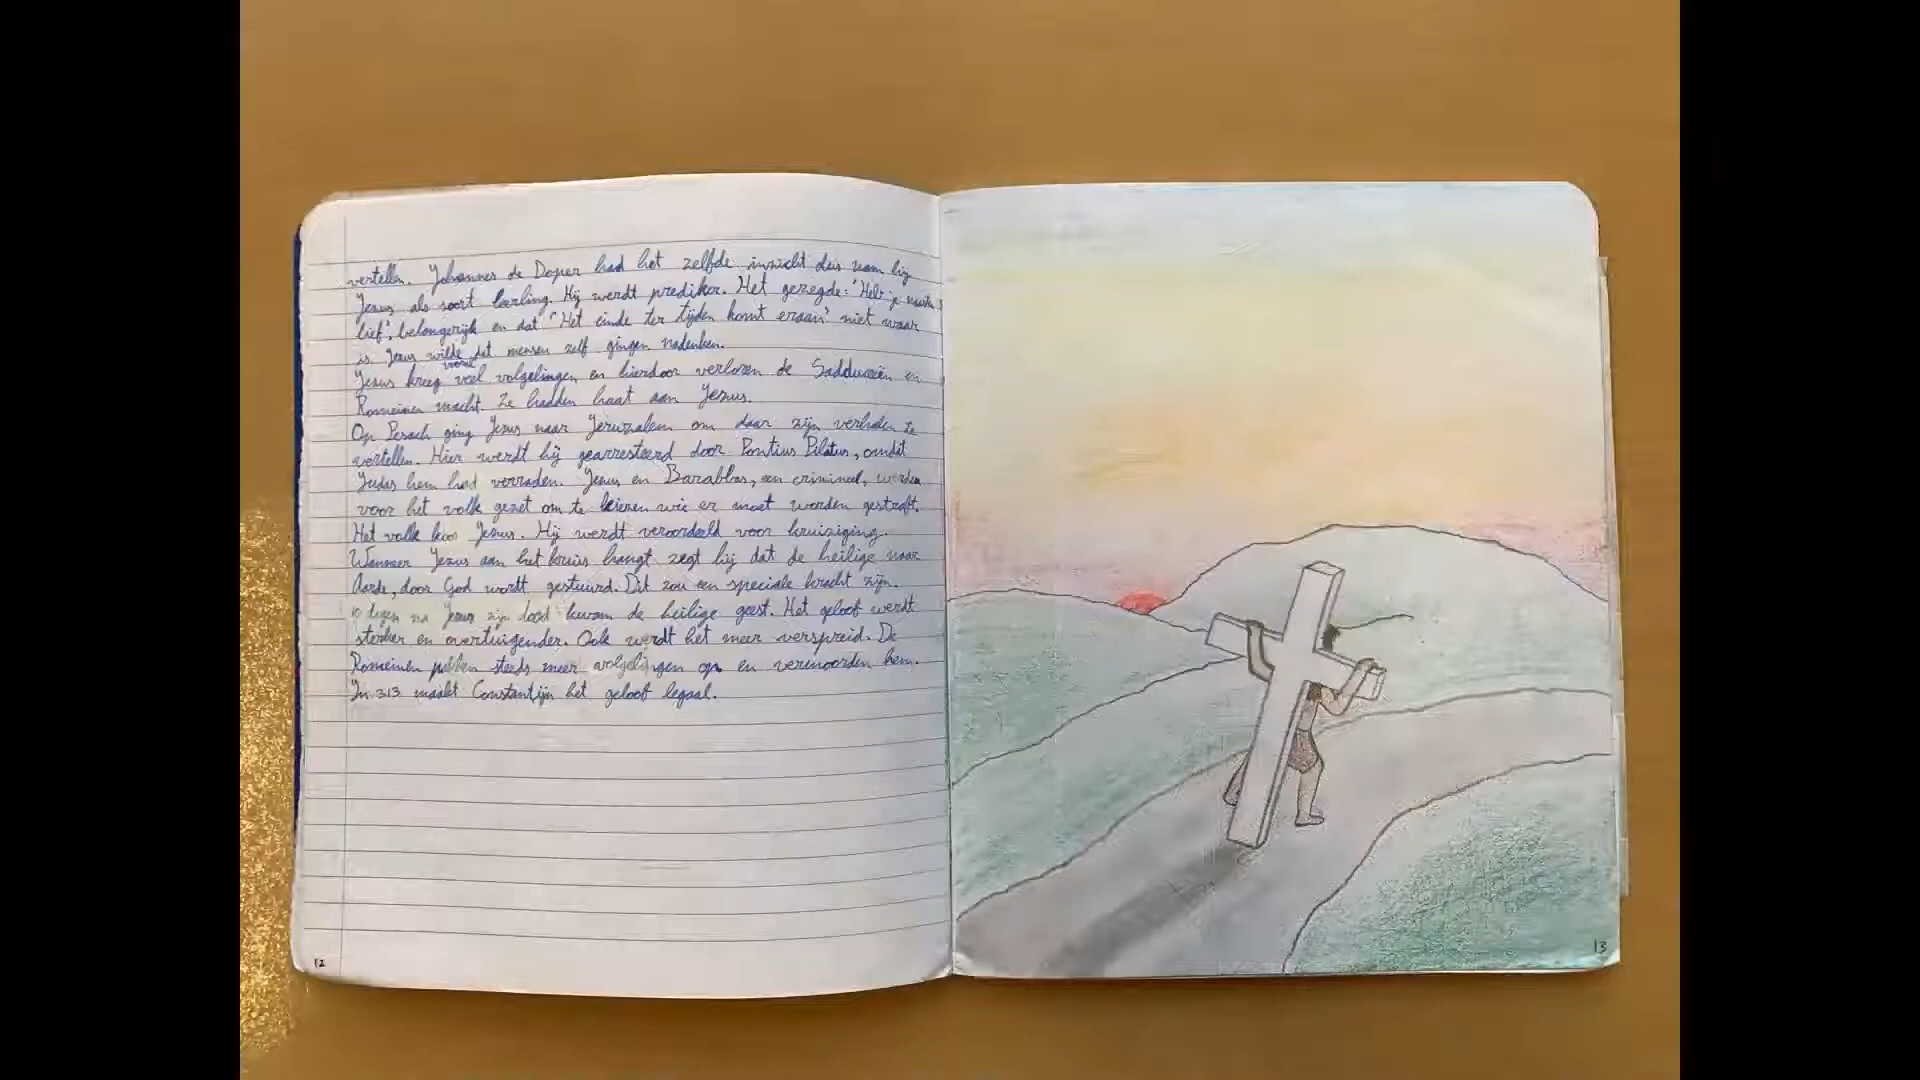 vertellen. Johannes de Doper had het zelfde inzicht dus nam hij
Jezus als soort leerling. Hij werdt prediker. Het gezegde: 'Heb je naaste
lief', belangerijk en dat 'Het einde ter tijden komt eraan' niet waar
is. Jezus wilde dat mensen zelf gingen nadenken.
Jezus kreeg veel volgelingen en hierdoor verloren de Sadduceeën en
Romeinen macht. Ze hadden haat aan Jezus.
Op Pesach ging Jezus naar Jeruzalem om daar zijn verhalen te
vertellen. Hier werdt hij gearresteerd door Pontius Pilatus, omdat
Judas hem had verraden. Jezus en Barabbas, een crimineel, werden
voor het volk gezet om te kiezen wie er moet worden gestraft.
Het volk koos Jezus. Hij werdt veroordeeld voor kruisiging.
Wanneer Jezus aan het kruis hangt zegt hij dat de heilige naar
Aarde, door God wordt gestuurd. Dit zou een speciale kracht zijn.
10 dagen na Jezus zijn dood kwam de heilige geest. Het geloof werdt
sterker en overtuigender. Ook werdt het meer verspreid. De
Romeinen pakken steeds meer volgelingen op en vermoorden hem.
In 313 maakt Constantijn het geloof legaal.
12
13